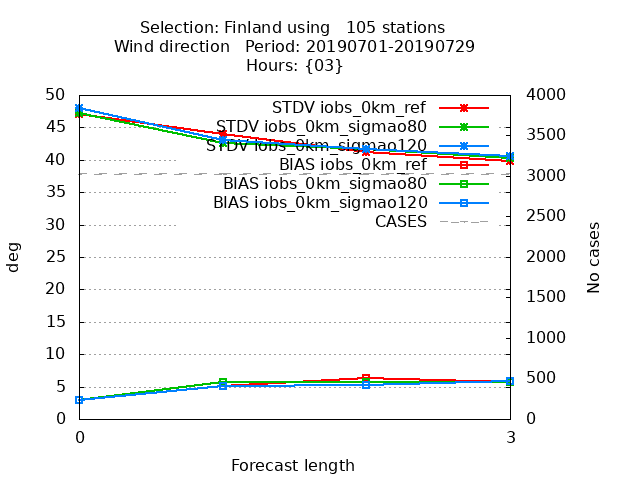 Selection: Finland using   105 stations
Wind direction   Period: 20190701-20190729
Hours: {03}
50 4000
STDV iobs_0km_ref
45 3500
STDV iobs_0km_sigmao80
STDV iobs_0km_sigmao120
40 3000
BIAS iobs_0km_ref
35
BIAS iobs_0km_sigmao80
BIAS iobs_0km_sigmao120
30 2500
CASES
25 2000
20 1500
15 1000
10
5 500
0 0
deg
No cases
0 3
Forecast length